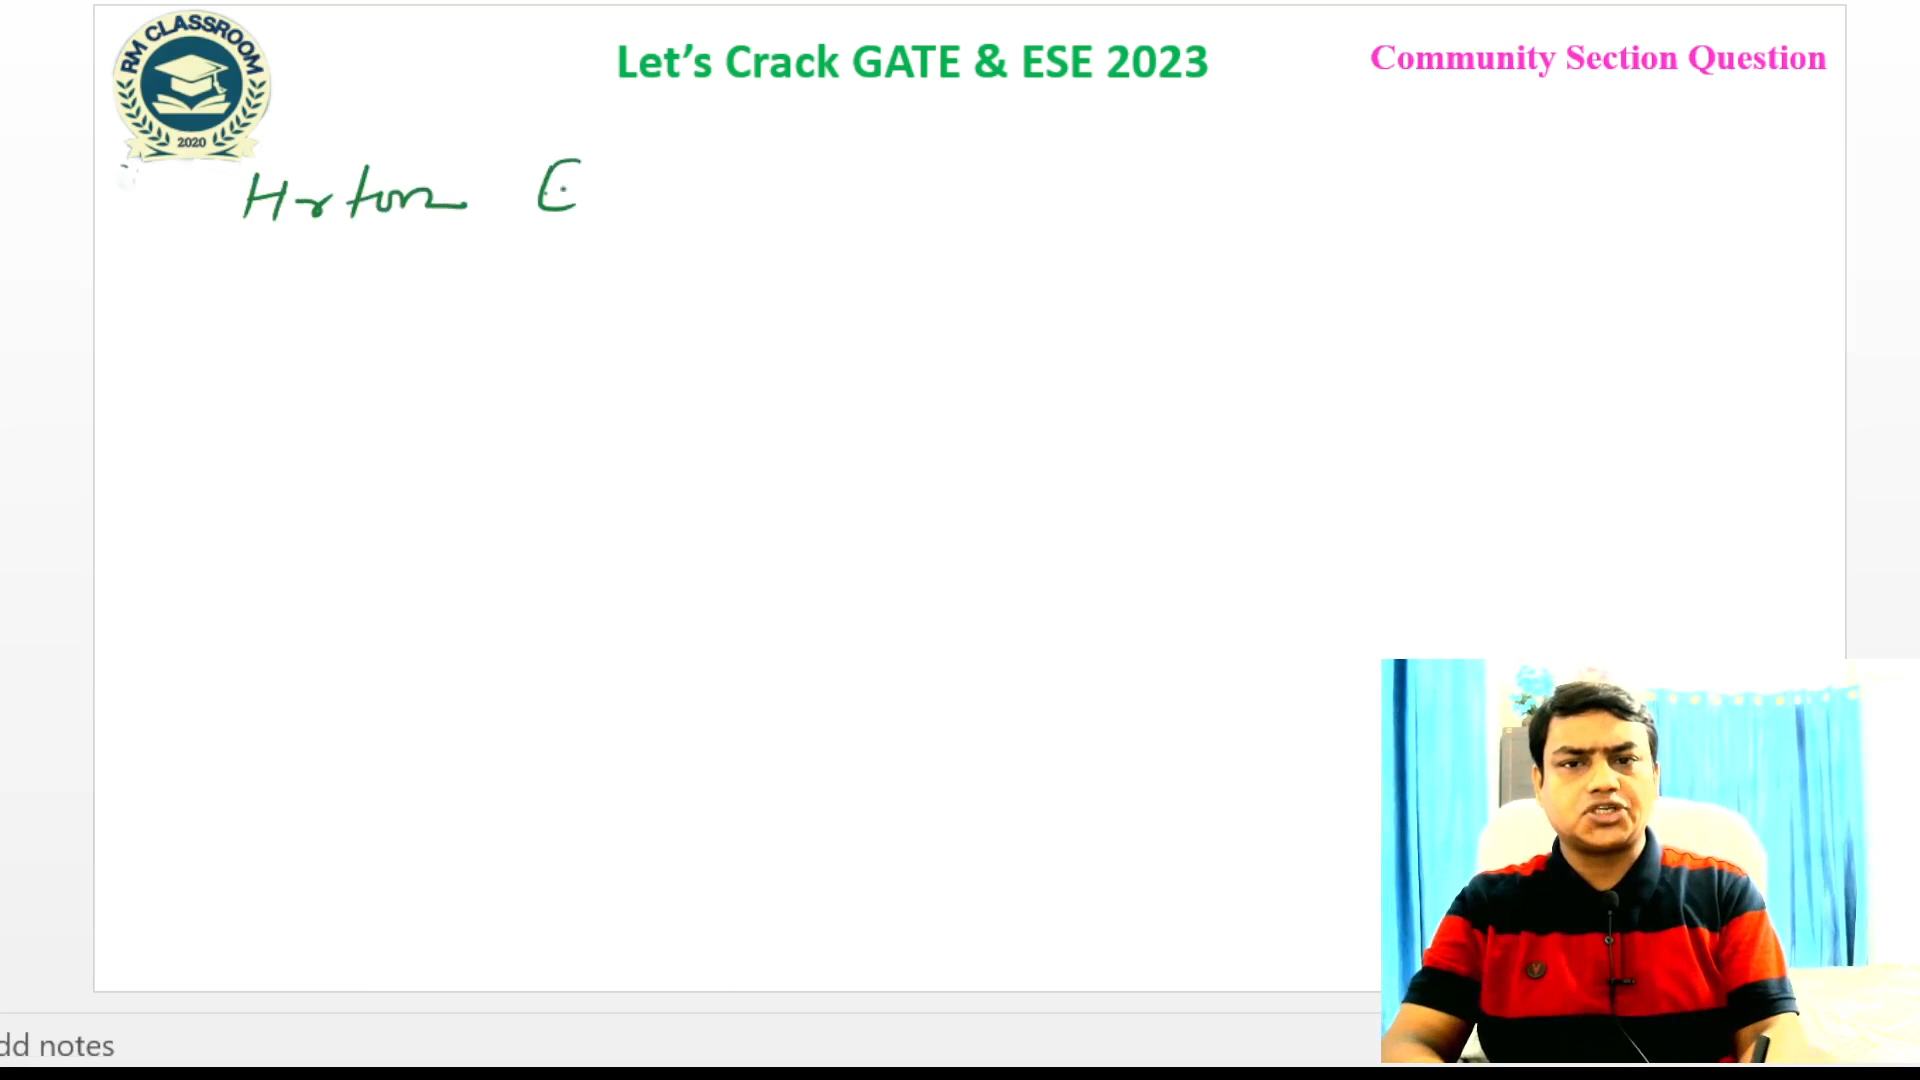 RM CLASSROOM
2020
Let's Crack GATE & ESE 2023
Community Section Question
Horton E
dd notes